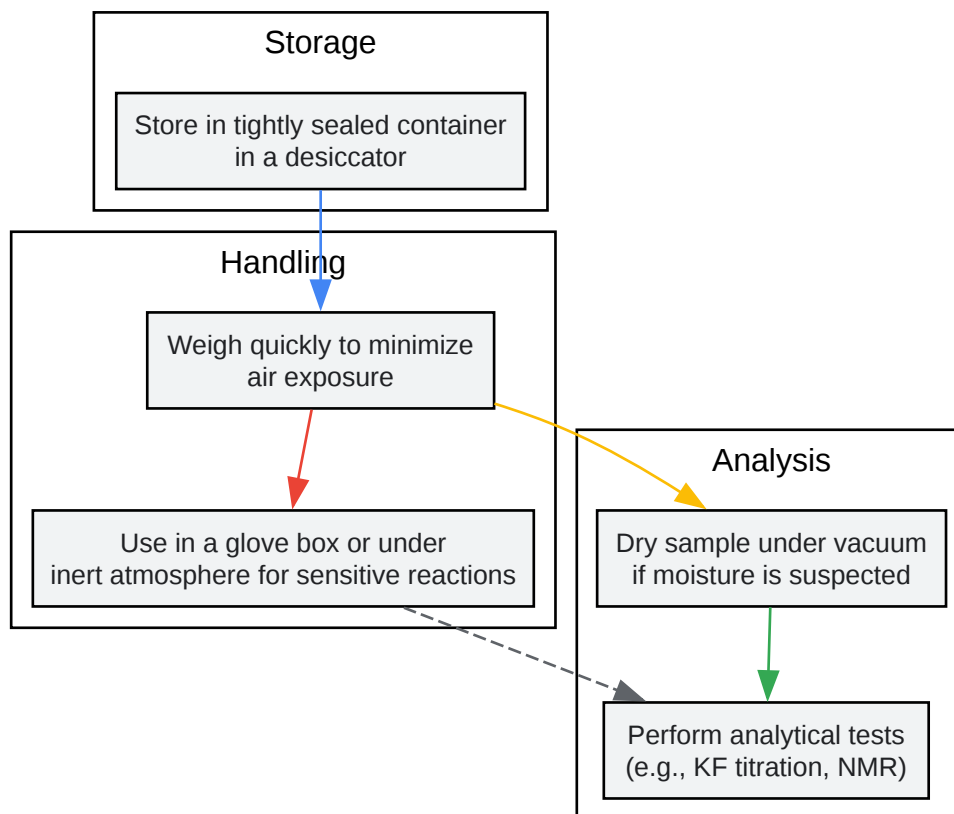 Storage
Store in tightly sealed container
in a desiccator
Handling
Weigh quickly to minimize
air exposure
Use in a glove box or under
inert atmosphere for sensitive reactions
Analysis
Dry sample under vacuum
if moisture is suspected
Perform analytical tests
(e.g., KF titration, NMR)